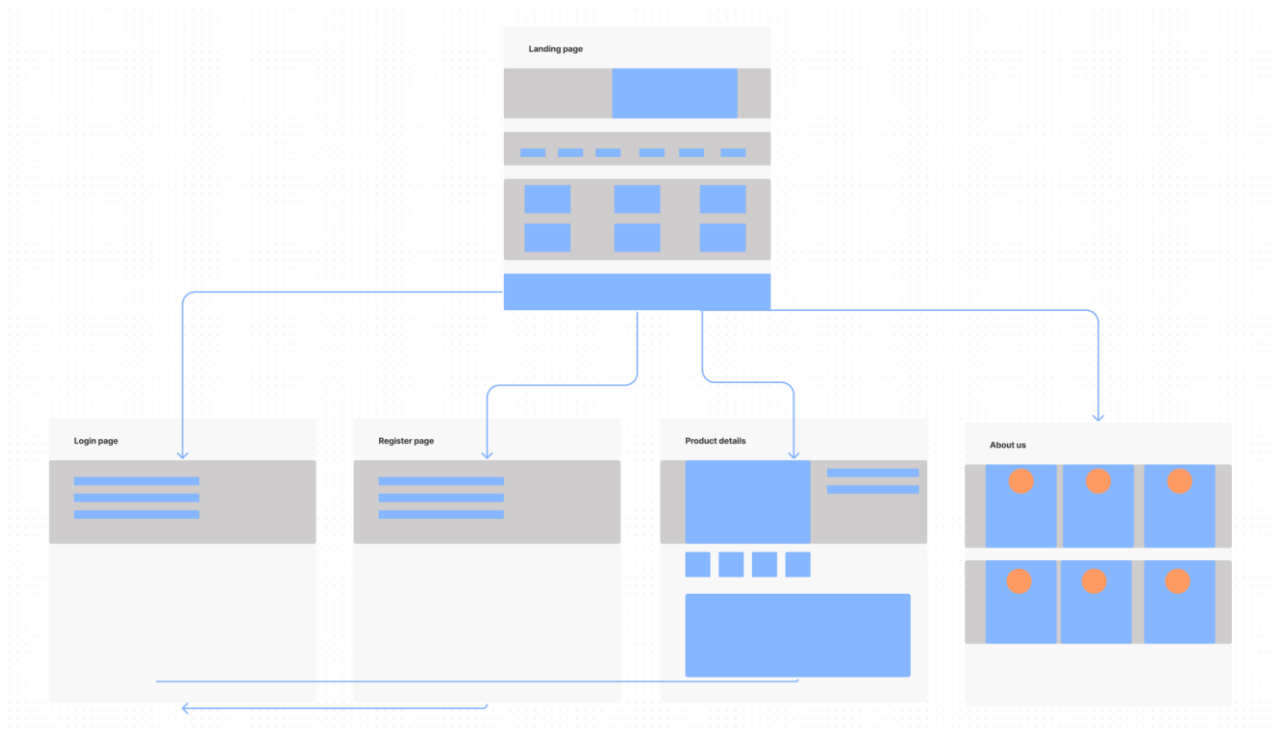 Landing page
Login page
Register page
Product details
About us